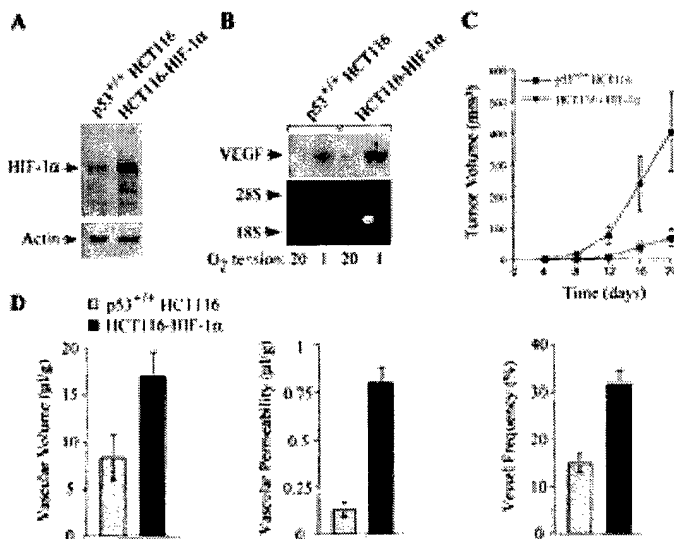 A
p53+/+ HCT116
HCT116-HIF-1α
HIF-1α
Actin
B
p53+/+ HCT116
HCT116-HIF-1α
VEGF
28S
18S
O2 tension: 20 1 20 1
C
Tumor Volume (mm³)
600
400
p53+/+ HCT116
HCT116-HIF-1α
4 8 12 16 20
Time (days)
D
p53+/+ HCT116
HCT116-HIF-1α
Vascular Volume (µl/g)
20
15
10
5
0
Vascular Permeability (µl/g)
1
0.75
0.5
0.25
0
Vessel Frequency (%)
40
30
20
10
0